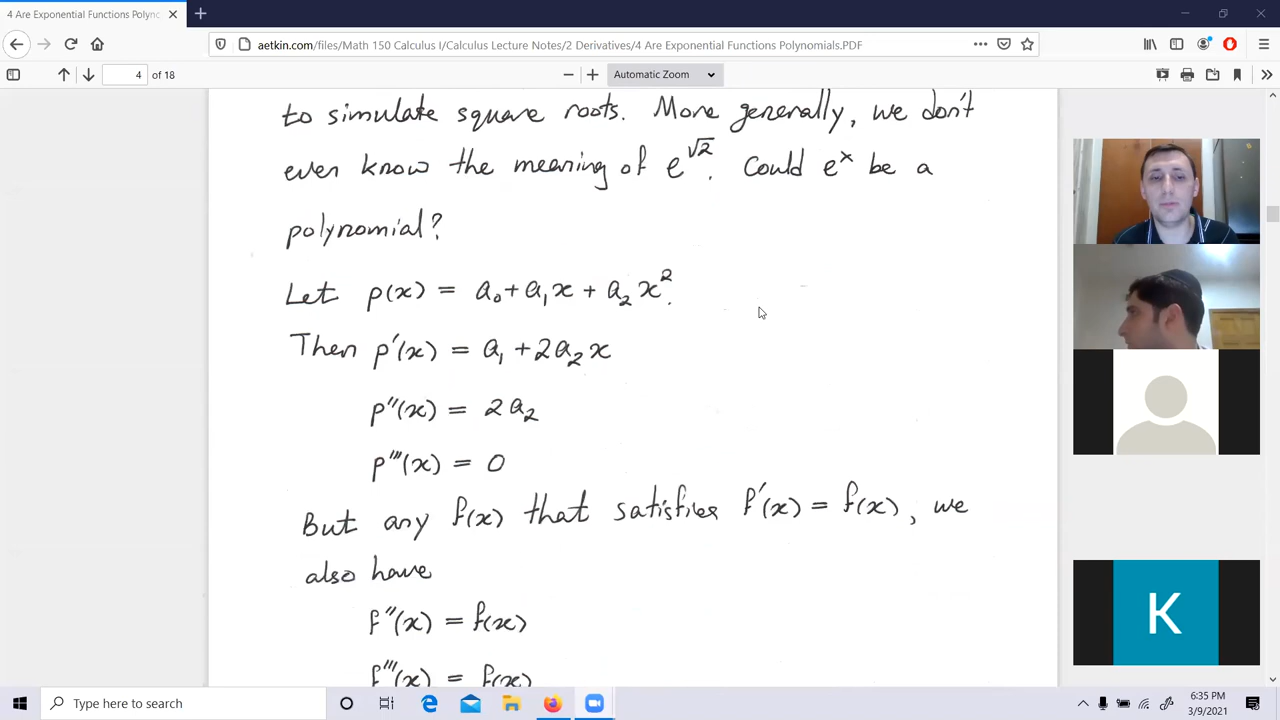 4 Are Exponential Functions Polync
aetkin.com/files/Math 150 Calculus I/Calculus Lecture Notes/2 Derivatives/4 Are Exponential Functions Polynomials.PDF
4 of 18
Automatic Zoom
to simulate square roots. More generally, we don't
even know the meaning of e^√2. Could e^x be a
polynomial?
Let p(x) = a₀ + a₁x + a₂x².
Then p'(x) = a₁ + 2a₂x
p''(x) = 2a₂
p'''(x) = 0
But any f(x) that satisfies f'(x) = f(x), we
also have
f''(x) = f(x)
f'''(x) = f(x)
K
Type here to search
6:35 PM
3/9/2021